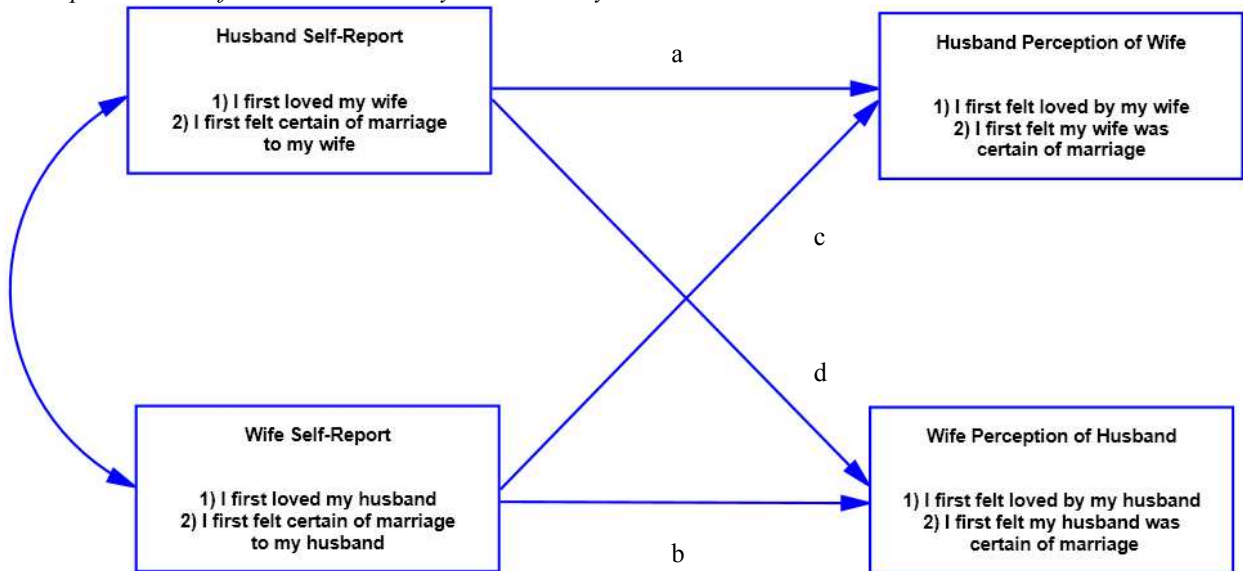 Husband Self-Report
1) I first loved my wife
2) I first felt certain of marriage
to my wife
a
Husband Perception of Wife
1) I first felt loved by my wife
2) I first felt my wife was
certain of marriage
c
d
Wife Self-Report
1) I first loved my husband
2) I first felt certain of marriage
to my husband
b
Wife Perception of Husband
1) I first felt loved by my husband
2) I first felt my husband was
certain of marriage